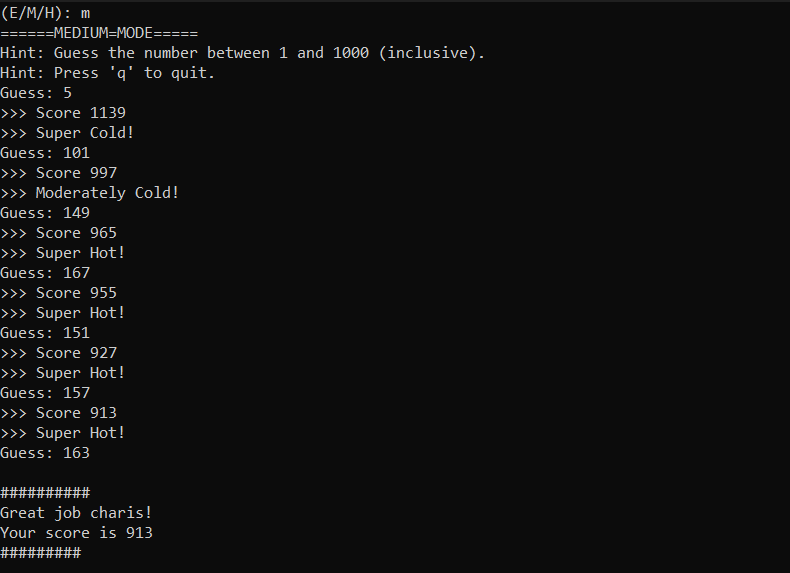 (E/M/H): m
======MEDIUM=MODE=====
Hint: Guess the number between 1 and 1000 (inclusive).
Hint: Press 'q' to quit.
Guess: 5
>>> Score 1139
>>> Super Cold!
Guess: 101
>>> Score 997
>>> Moderately Cold!
Guess: 149
>>> Score 965
>>> Super Hot!
Guess: 167
>>> Score 955
>>> Super Hot!
Guess: 151
>>> Score 927
>>> Super Hot!
Guess: 157
>>> Score 913
>>> Super Hot!
Guess: 163
##########
Great job charis!
Your score is 913
#########